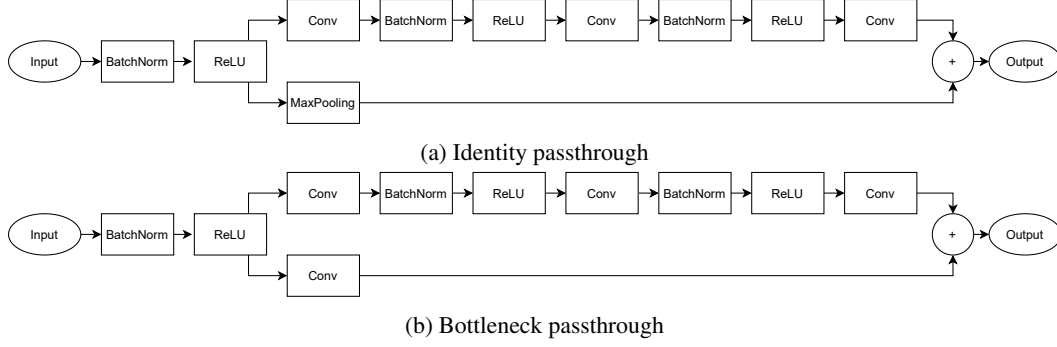 Conv BatchNorm ReLU Conv BatchNorm ReLU Conv
Input BatchNorm ReLU + Output
MaxPooling
(a) Identity passthrough
Conv BatchNorm ReLU Conv BatchNorm ReLU Conv
Input BatchNorm ReLU + Output
Conv
(b) Bottleneck passthrough